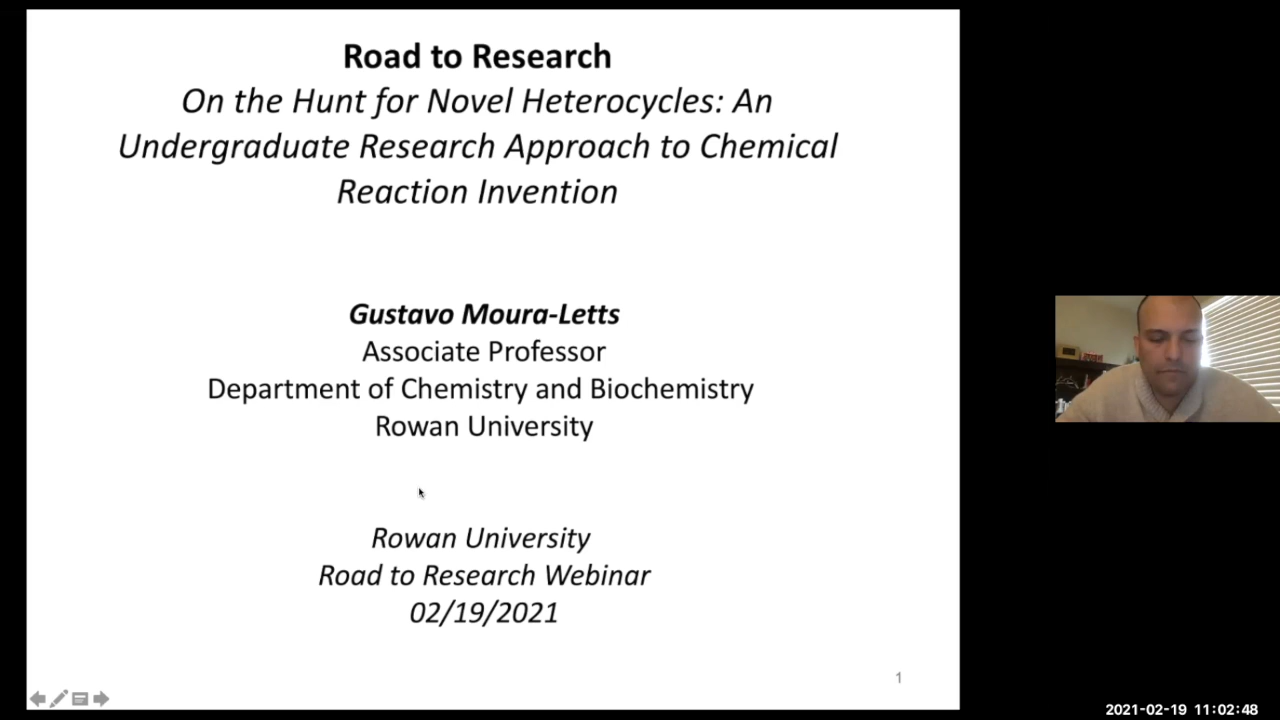 Road to Research
On the Hunt for Novel Heterocycles: An
Undergraduate Research Approach to Chemical
Reaction Invention
Gustavo Moura-Letts
Associate Professor
Department of Chemistry and Biochemistry
Rowan University
Rowan University
Road to Research Webinar
02/19/2021
1
2021-02-19 11:02:48